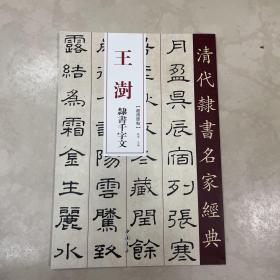 清代隸書名家經典
王澍
隸書千字文
月盈昃辰宿列張寒
冬藏閏餘
雲騰致
露結為霜金生麗水